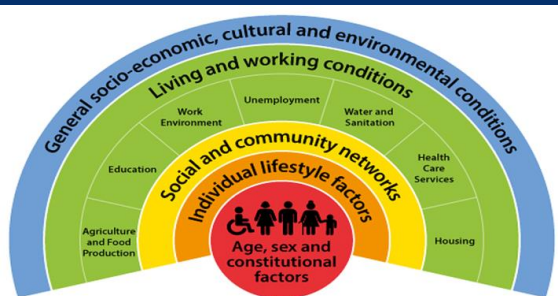 General socio-economic, cultural and environmental conditions
Living and working conditions
Agriculture
and Food
Production
Education
Work
Environment
Unemployment
Water and
Sanitation
Health
Care
Services
Housing
Social and community networks
Individual lifestyle factors
Age, sex and
constitutional
factors